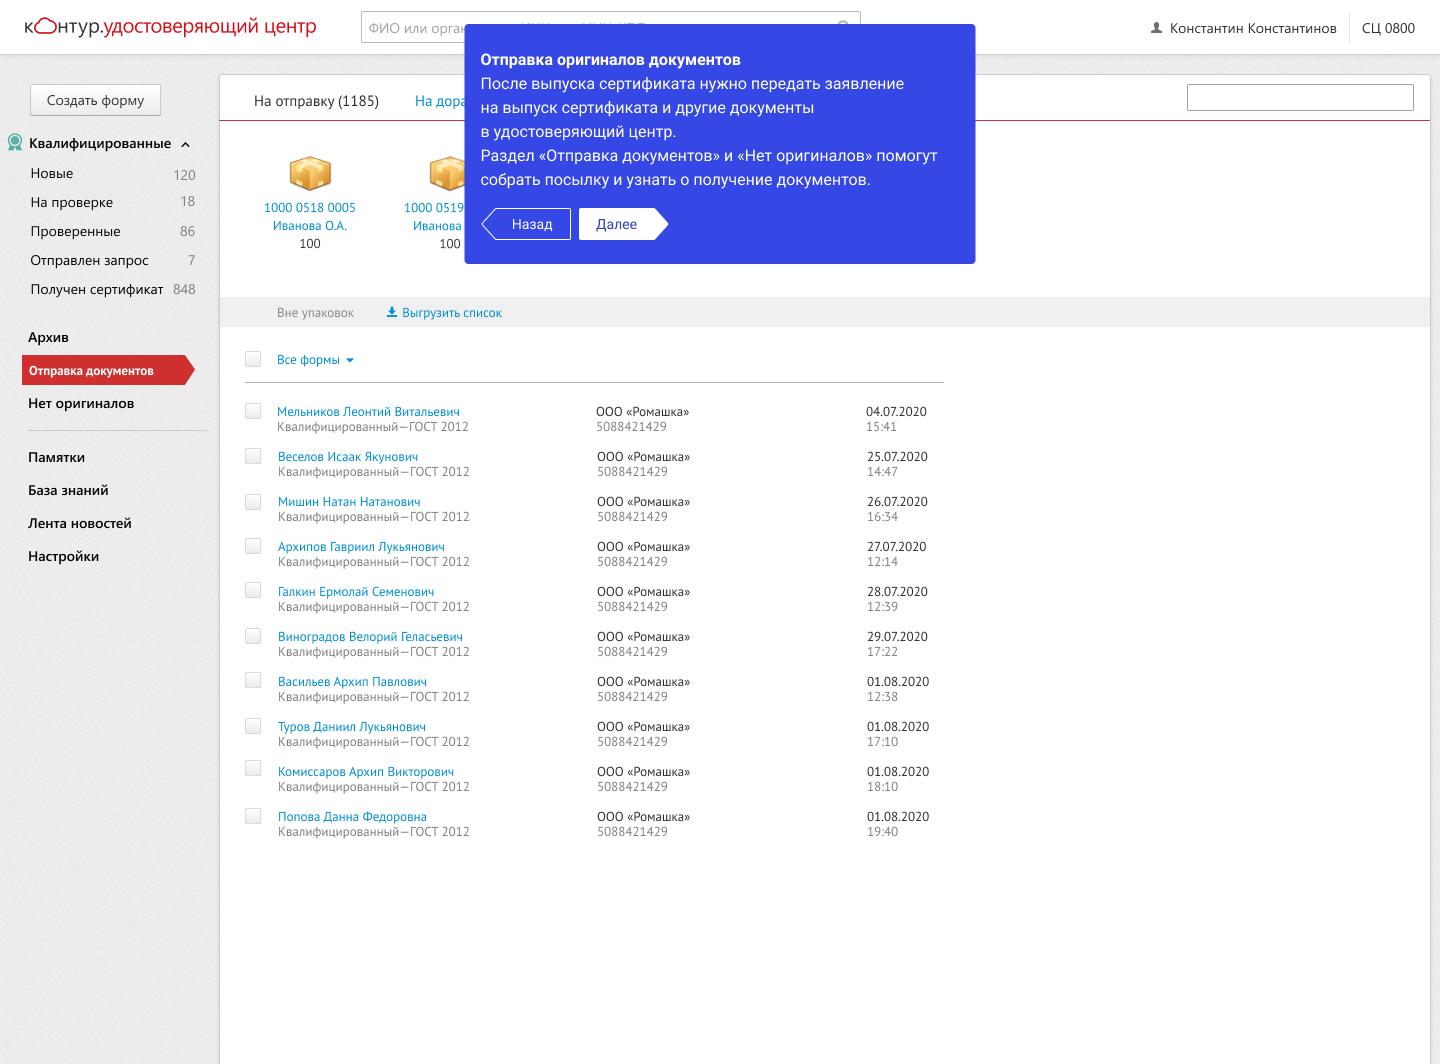 контур.удостоверяющий центр
ФИО или орган
Константин Константинов
СЦ 0800
Отправка оригиналов документов
После выпуска сертификата нужно передать заявление
на выпуск сертификата и другие документы
в удостоверяющий центр.
Раздел «Отправка документов» и «Нет оригиналов» помогут
собрать посылку и узнать о получение документов.
Назад
Далее
Создать форму
Квалифицированные
Новые 120
На проверке 18
Проверенные 86
Отправлен запрос 7
Получен сертификат 848
Архив
Отправка документов
Нет оригиналов
Памятки
База знаний
Лента новостей
Настройки
На отправку (1185)
На дора
1000 0518 0005
Иванова О.А.
100
1000 0519
Иванова
100
Вне упаковок
Выгрузить список
Все формы
Мельников Леонтий Витальевич ООО «Ромашка» 04.07.2020
Квалифицированный—ГОСТ 2012 5088421429 15:41
Веселов Исаак Якунович ООО «Ромашка» 25.07.2020
Квалифицированный—ГОСТ 2012 5088421429 14:47
Мишин Натан Натанович ООО «Ромашка» 26.07.2020
Квалифицированный—ГОСТ 2012 5088421429 16:34
Архипов Гавриил Лукьянович ООО «Ромашка» 27.07.2020
Квалифицированный—ГОСТ 2012 5088421429 12:14
Галкин Ермолай Семенович ООО «Ромашка» 28.07.2020
Квалифицированный—ГОСТ 2012 5088421429 12:39
Виноградов Велорий Геласьевич ООО «Ромашка» 29.07.2020
Квалифицированный—ГОСТ 2012 5088421429 17:22
Васильев Архип Павлович ООО «Ромашка» 01.08.2020
Квалифицированный—ГОСТ 2012 5088421429 12:38
Туров Даниил Лукьянович ООО «Ромашка» 01.08.2020
Квалифицированный—ГОСТ 2012 5088421429 17:10
Комиссаров Архип Викторович ООО «Ромашка» 01.08.2020
Квалифицированный—ГОСТ 2012 5088421429 18:10
Попова Данна Федоровна ООО «Ромашка» 01.08.2020
Квалифицированный—ГОСТ 2012 5088421429 19:40